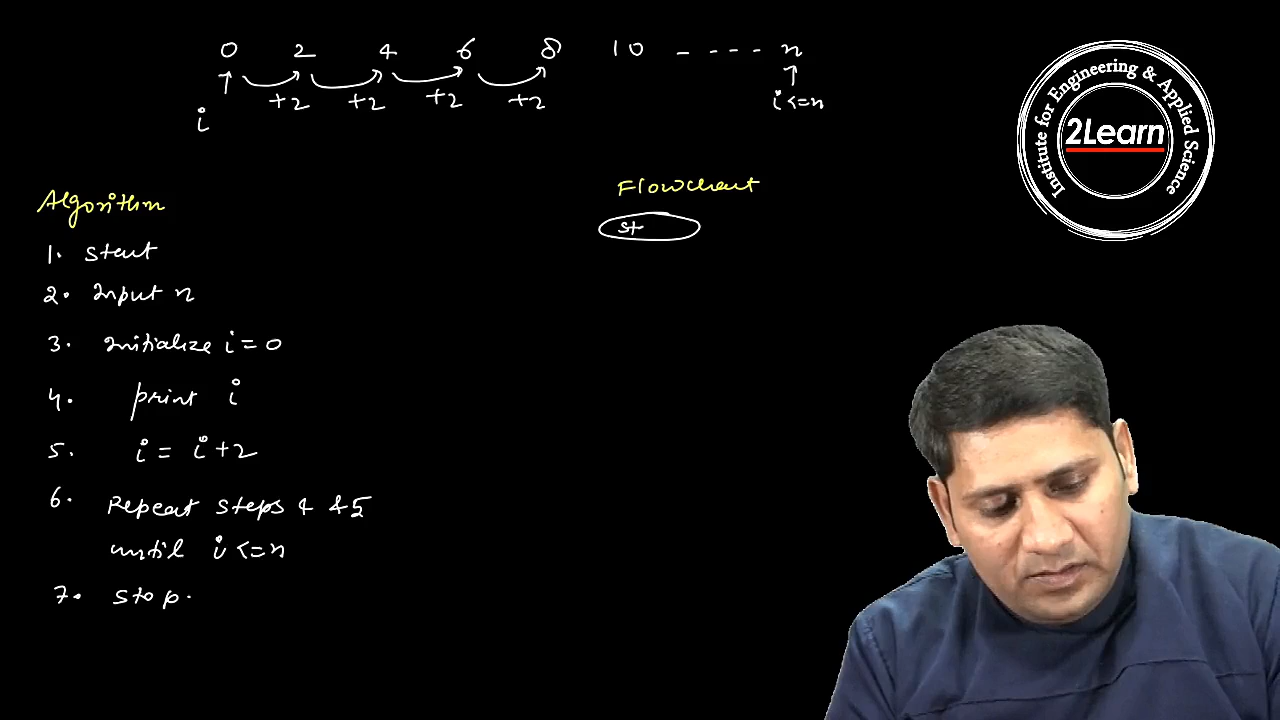 0 2 4 6 8 10 - - - - n
+2 +2 +2 +2
i
i<=n
2Learn
Institute for Engineering & Applied Science
Algorithm
1. Start
2. Input n
3. Initialize i = 0
4. print i
5. i = i+2
6. Repeat steps 4 & 5
until i <= n
7. Stop.
Flowchart
St